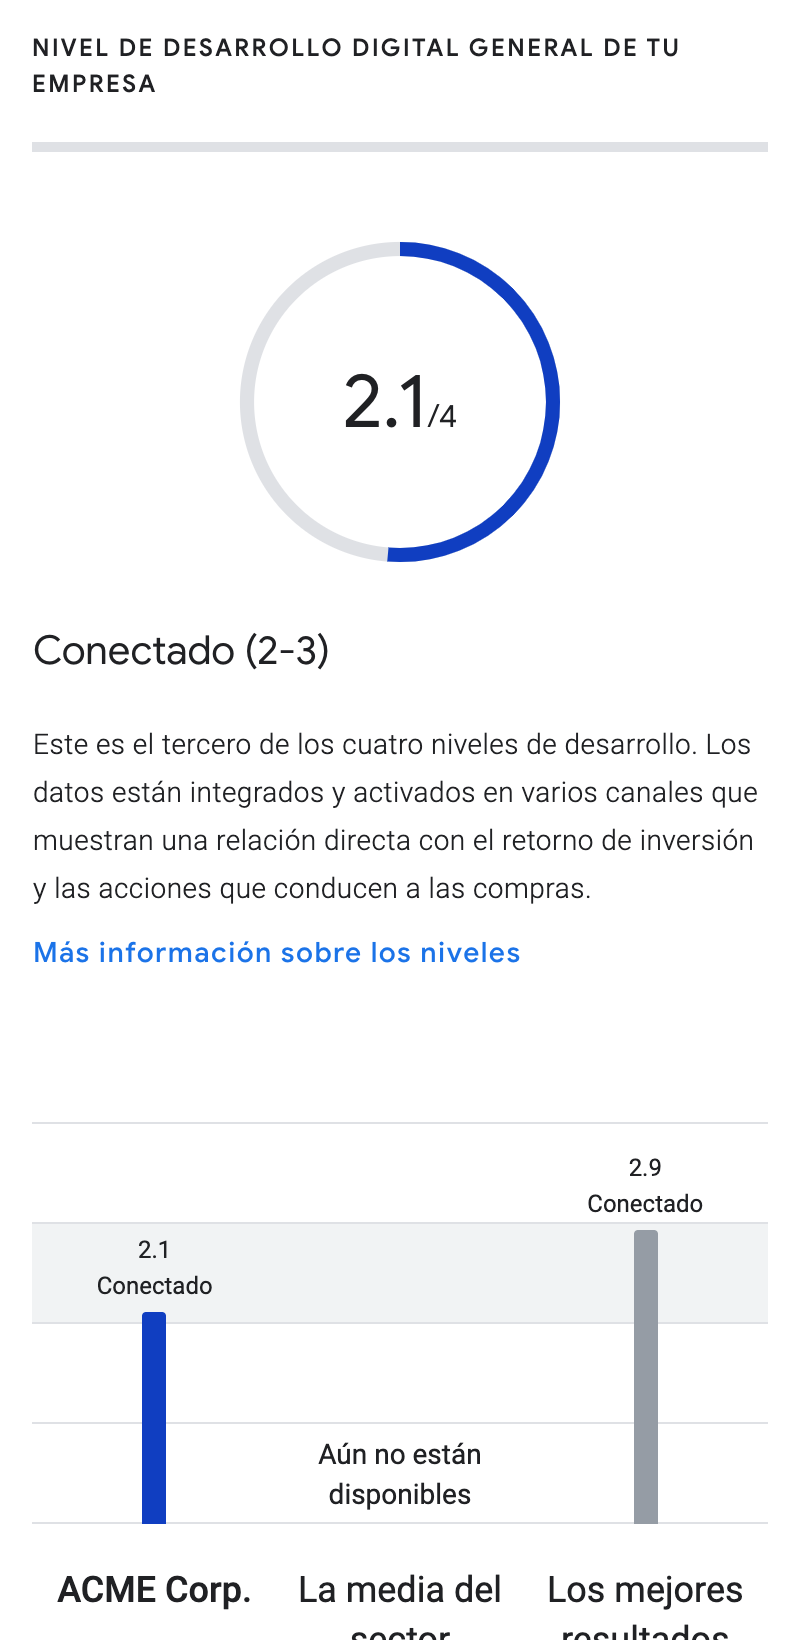 NIVEL DE DESARROLLO DIGITAL GENERAL DE TU
EMPRESA
2.1/4
Conectado (2-3)
Este es el tercero de los cuatro niveles de desarrollo. Los
datos están integrados y activados en varios canales que
muestran una relación directa con el retorno de inversión
y las acciones que conducen a las compras.
Más información sobre los niveles
2.9
Conectado
2.1
Conectado
Aún no están
disponibles
ACME Corp.
La media del
sector
Los mejores
resultados